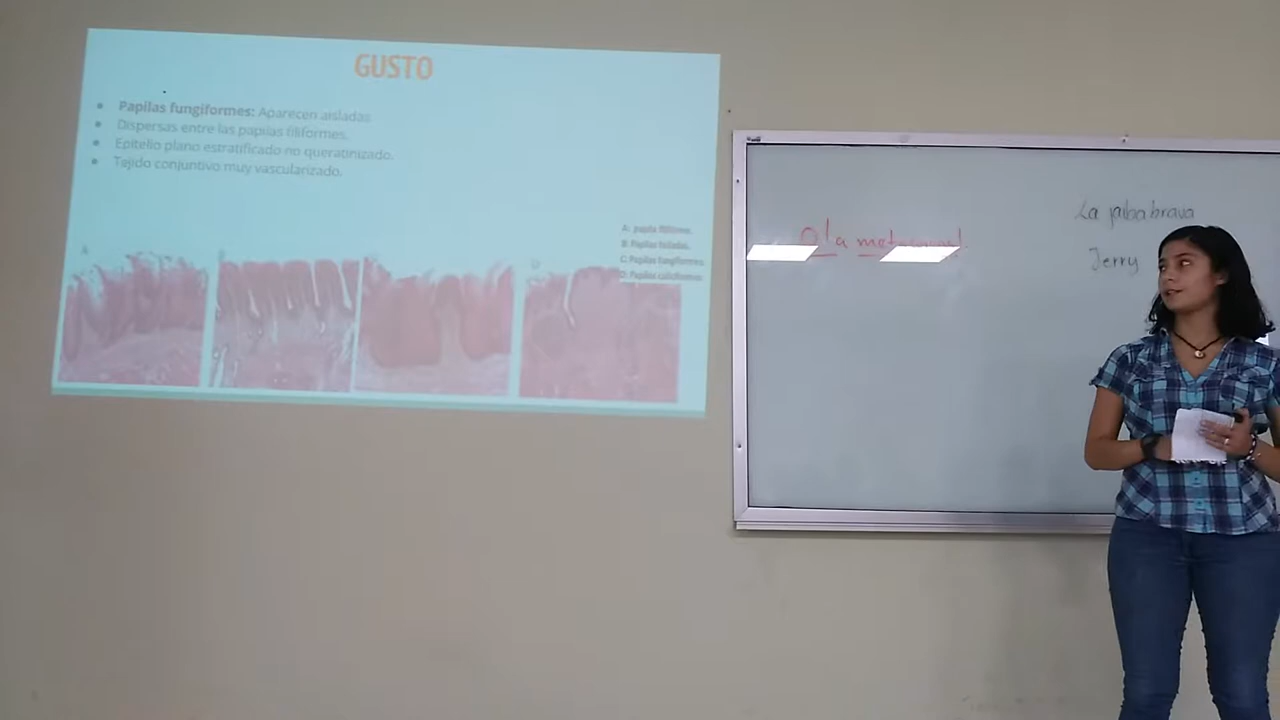 GUSTO
Papilas fungiformes: Aparecen aisladas
Dispersas entre las papilas filiformes.
Epitelio plano estratificado no queratinizado.
Tejido conjuntivo muy vascularizado.
A: papila filiforme.
B: Papilas foliadas.
C: Papilas fungiformes
D: Papilas caliciformes
A
D
Ola
La jaiba brava
Jerry